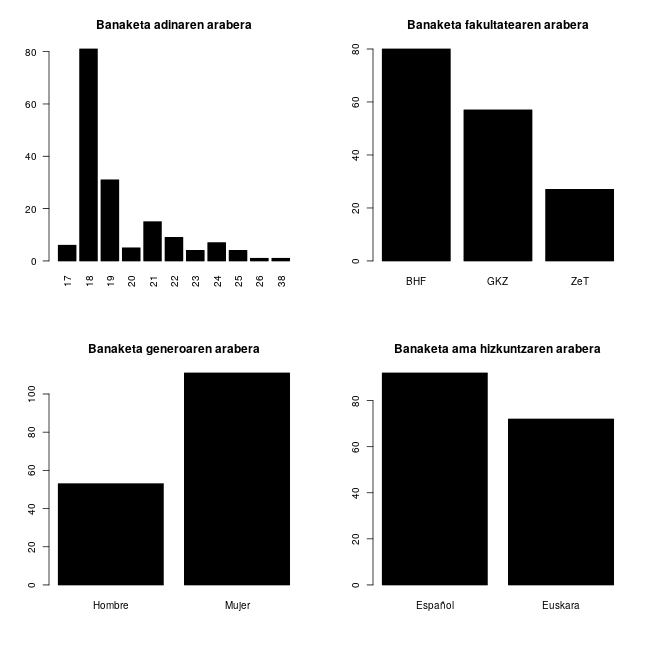 Banaketa adinaren arabera
80
60
40
20
0
17 18 19 20 21 22 23 24 25 26 38
Banaketa fakultatearen arabera
80
60
40
20
0
BHF GKZ ZeT
Banaketa generoaren arabera
100
80
60
40
20
0
Hombre Mujer
Banaketa ama hizkuntzaren arabera
80
60
40
20
0
Español Euskara